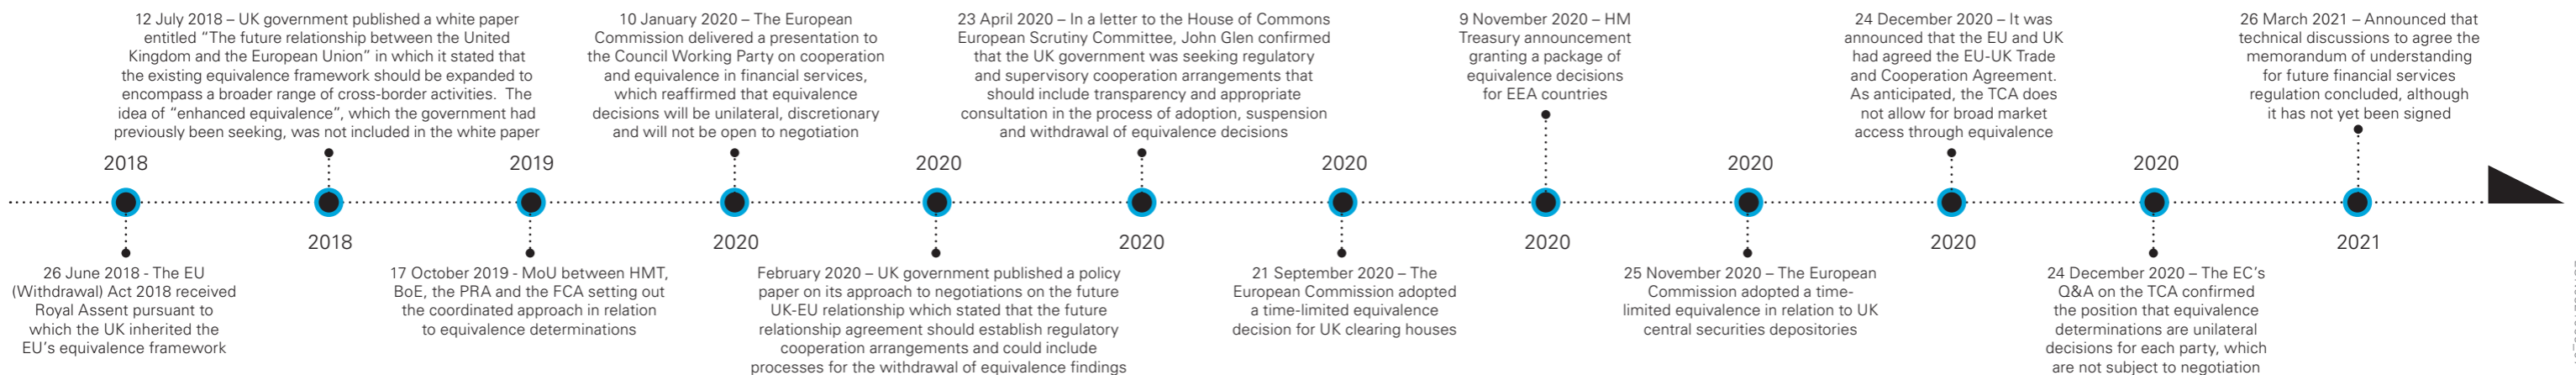 12 July 2018 – UK government published a white paper
entitled “The future relationship between the United
Kingdom and the European Union” in which it stated that
the existing equivalence framework should be expanded to
encompass a broader range of cross-border activities. The
idea of “enhanced equivalence”, which the government had
previously been seeking, was not included in the white paper
10 January 2020 – The European
Commission delivered a presentation to
the Council Working Party on cooperation
and equivalence in financial services,
which reaffirmed that equivalence
decisions will be unilateral, discretionary
and will not be open to negotiation
23 April 2020 – In a letter to the House of Commons
European Scrutiny Committee, John Glen confirmed
that the UK government was seeking regulatory
and supervisory cooperation arrangements that
should include transparency and appropriate
consultation in the process of adoption, suspension
and withdrawal of equivalence decisions
9 November 2020 – HM
Treasury announcement
granting a package of
equivalence decisions
for EEA countries
24 December 2020 – It was
announced that the EU and UK
had agreed the EU-UK Trade
and Cooperation Agreement.
As anticipated, the TCA does
not allow for broad market
access through equivalence
26 March 2021 – Announced that
technical discussions to agree the
memorandum of understanding
for future financial services
regulation concluded, although
it has not yet been signed
2018
2019
2020
2020
2020
2020
2018
2020
2020
2020
2020
2021
26 June 2018 - The EU
(Withdrawal) Act 2018 received
Royal Assent pursuant to
which the UK inherited the
EU’s equivalence framework
17 October 2019 - MoU between HMT,
BoE, the PRA and the FCA setting out
the coordinated approach in relation
to equivalence determinations
February 2020 – UK government published a policy
paper on its approach to negotiations on the future
UK-EU relationship which stated that the future
relationship agreement should establish regulatory
cooperation arrangements and could include
processes for the withdrawal of equivalence findings
21 September 2020 – The
European Commission adopted
a time-limited equivalence
decision for UK clearing houses
25 November 2020 – The European
Commission adopted a time-
limited equivalence in relation to UK
central securities depositories
24 December 2020 – The EC’s
Q&A on the TCA confirmed
the position that equivalence
determinations are unilateral
decisions for each party, which
are not subject to negotiation